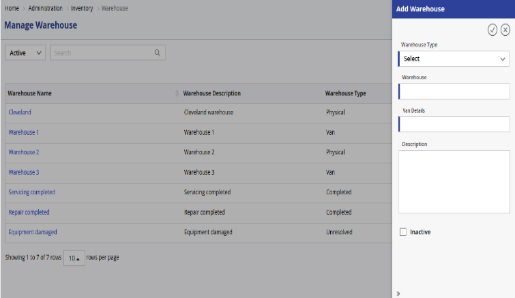 Home > Administration > Inventory > Warehouse
Manage Warehouse
Active
Search
Warehouse Name Warehouse Description Warehouse Type
Cleveland Cleveland warehouse Physical
Warehouse 1 Warehouse 1 Van
Warehouse 2 Warehouse 2 Physical
Warehouse 3 Warehouse 3 Van
Servicing completed Servicing completed Completed
Repair completed Repair completed Completed
Equipment damaged Equipment damaged Unresolved
Showing 1 to 7 of 7 rows 10 rows per page
Add Warehouse
Warehouse Type
Select
Warehouse
Van Details
Description
Inactive